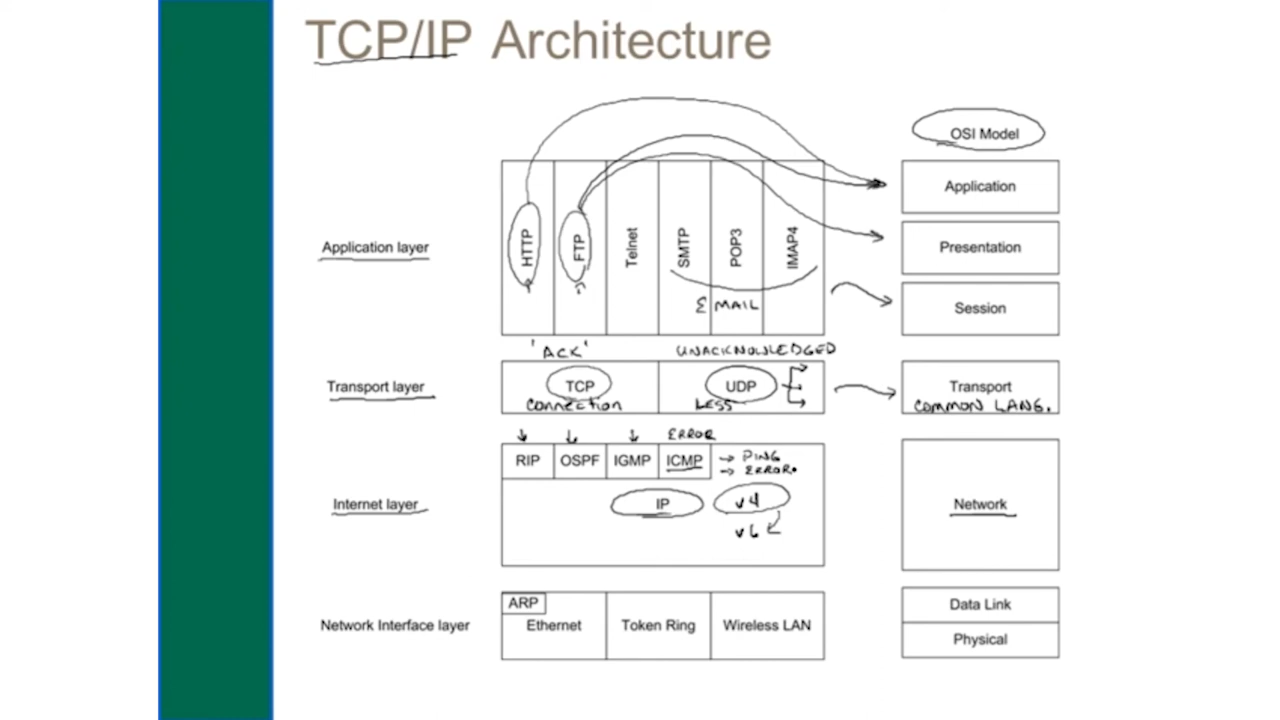 TCP/IP Architecture
OSI Model
Application layer
HTTP
FTP
Telnet
SMTP
POP3
IMAP4
EMAIL
Application
Presentation
Session
'ACK'
UNACKNOWLEDGED
Transport layer
TCP
UDP
CONNECTION
LESS
Transport
COMMON LANG.
ERROR
RIP
OSPF
IGMP
ICMP
→ PING
→ ERROR.
Internet layer
IP
v4
v6
Network
Network Interface layer
ARP
Ethernet
Token Ring
Wireless LAN
Data Link
Physical